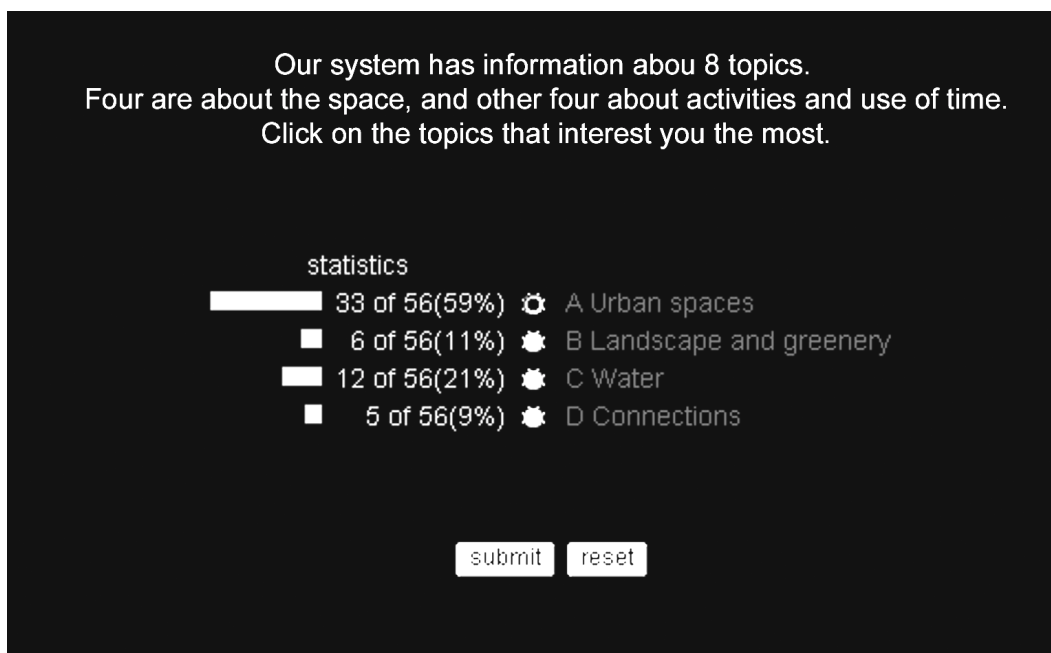 Our system has information abou 8 topics.
Four are about the space, and other four about activities and use of time.
Click on the topics that interest you the most.
statistics
33 of 56(59%) A Urban spaces
6 of 56(11%) B Landscape and greenery
12 of 56(21%) C Water
5 of 56(9%) D Connections
submit reset